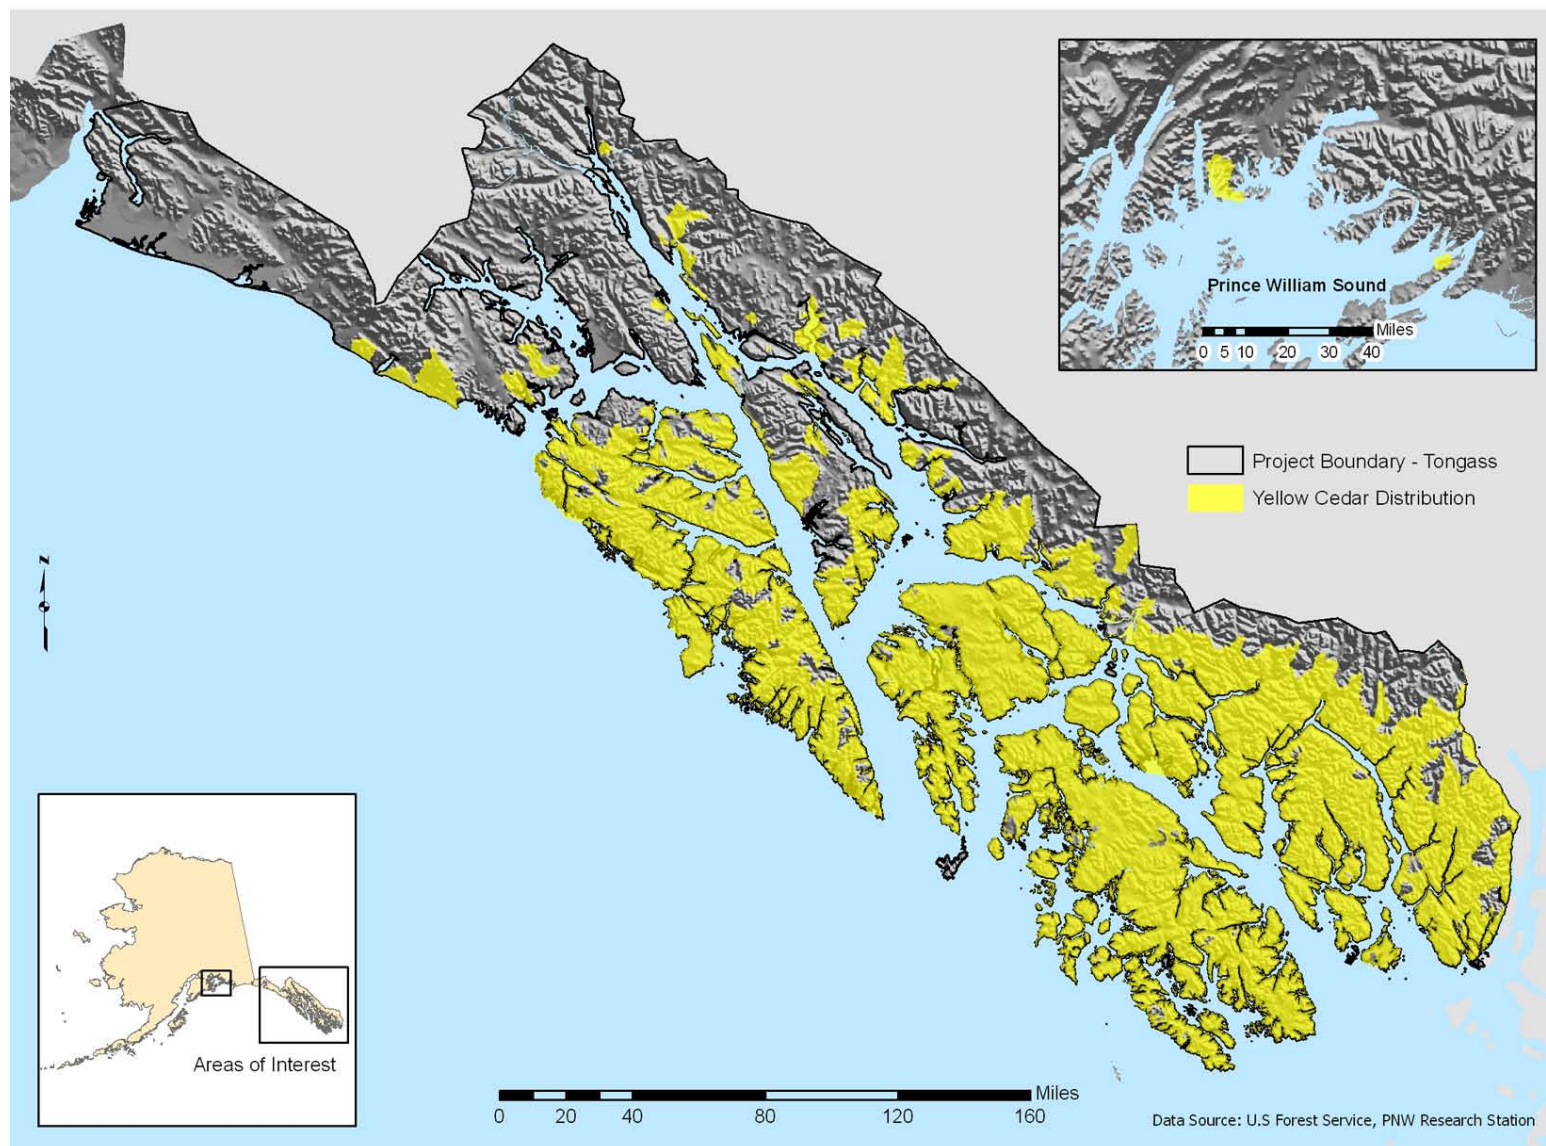 Prince William Sound
Miles
0 5 10 20 30 40
Project Boundary - Tongass
Yellow Cedar Distribution
N
Areas of Interest
Miles
0 20 40 80 120 160
Data Source: U.S Forest Service, PNW Research Station